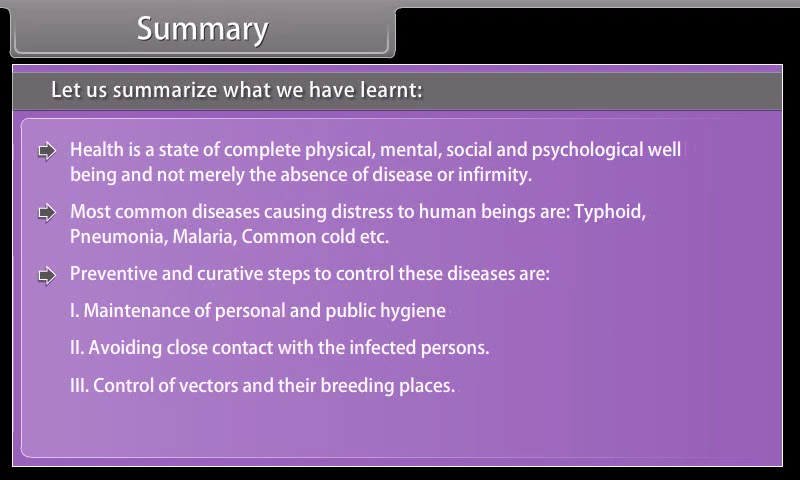 Summary
Let us summarize what we have learnt:
Health is a state of complete physical, mental, social and psychological well
being and not merely the absence of disease or infirmity.
Most common diseases causing distress to human beings are: Typhoid,
Pneumonia, Malaria, Common cold etc.
Preventive and curative steps to control these diseases are:
I. Maintenance of personal and public hygiene
II. Avoiding close contact with the infected persons.
III. Control of vectors and their breeding places.